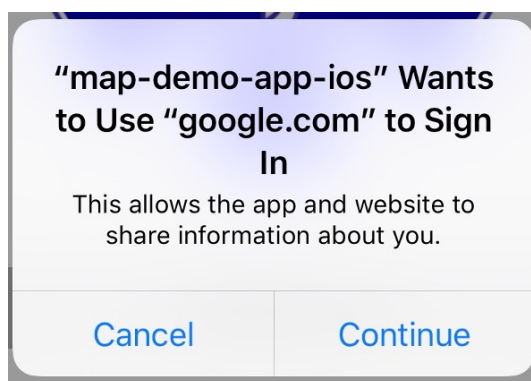 “map-demo-app-ios” Wants
to Use “google.com” to Sign
In
This allows the app and website to
share information about you.
Cancel
Continue